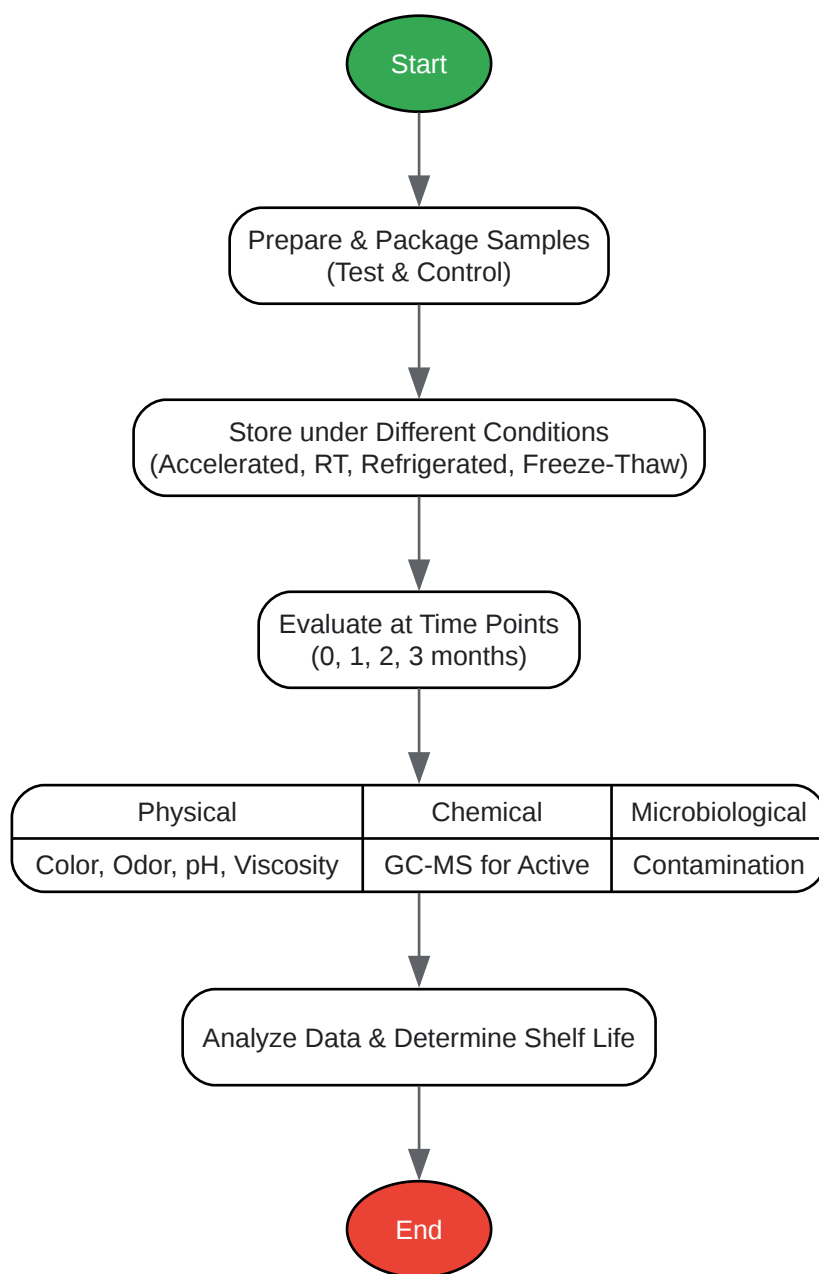 Start
Prepare & Package Samples
(Test & Control)
Store under Different Conditions
(Accelerated, RT, Refrigerated, Freeze-Thaw)
Evaluate at Time Points
(0, 1, 2, 3 months)
Physical
Chemical
Microbiological
Color, Odor, pH, Viscosity
GC-MS for Active
Contamination
Analyze Data & Determine Shelf Life
End